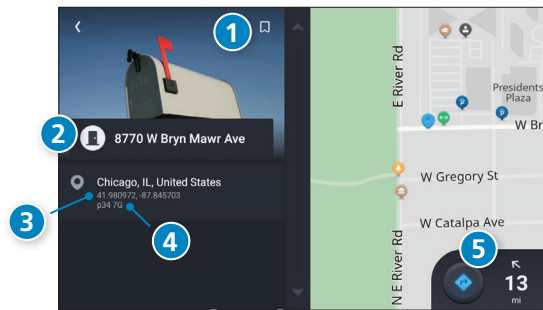 1
2
8770 W Bryn Mawr Ave
Chicago, IL, United States
41.980972, -87.845703
p34 7G
3
4
E River Rd
Presidents
Plaza
W Br
W Gregory St
W Catalpa Ave
N E River Rd
5
13
mi